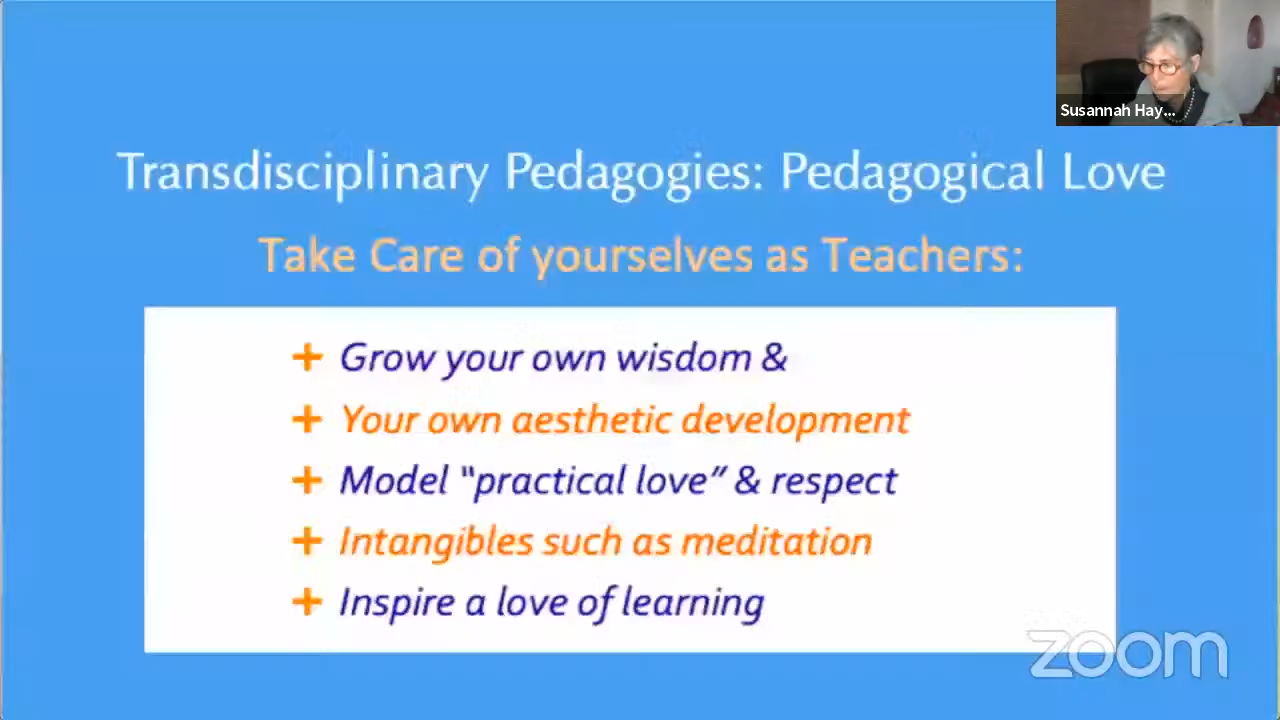 Susannah Hay...
Transdisciplinary Pedagogies: Pedagogical Love
Take Care of yourselves as Teachers:
+ Grow your own wisdom &
+ Your own aesthetic development
+ Model “practical love” & respect
+ Intangibles such as meditation
+ Inspire a love of learning
zoom